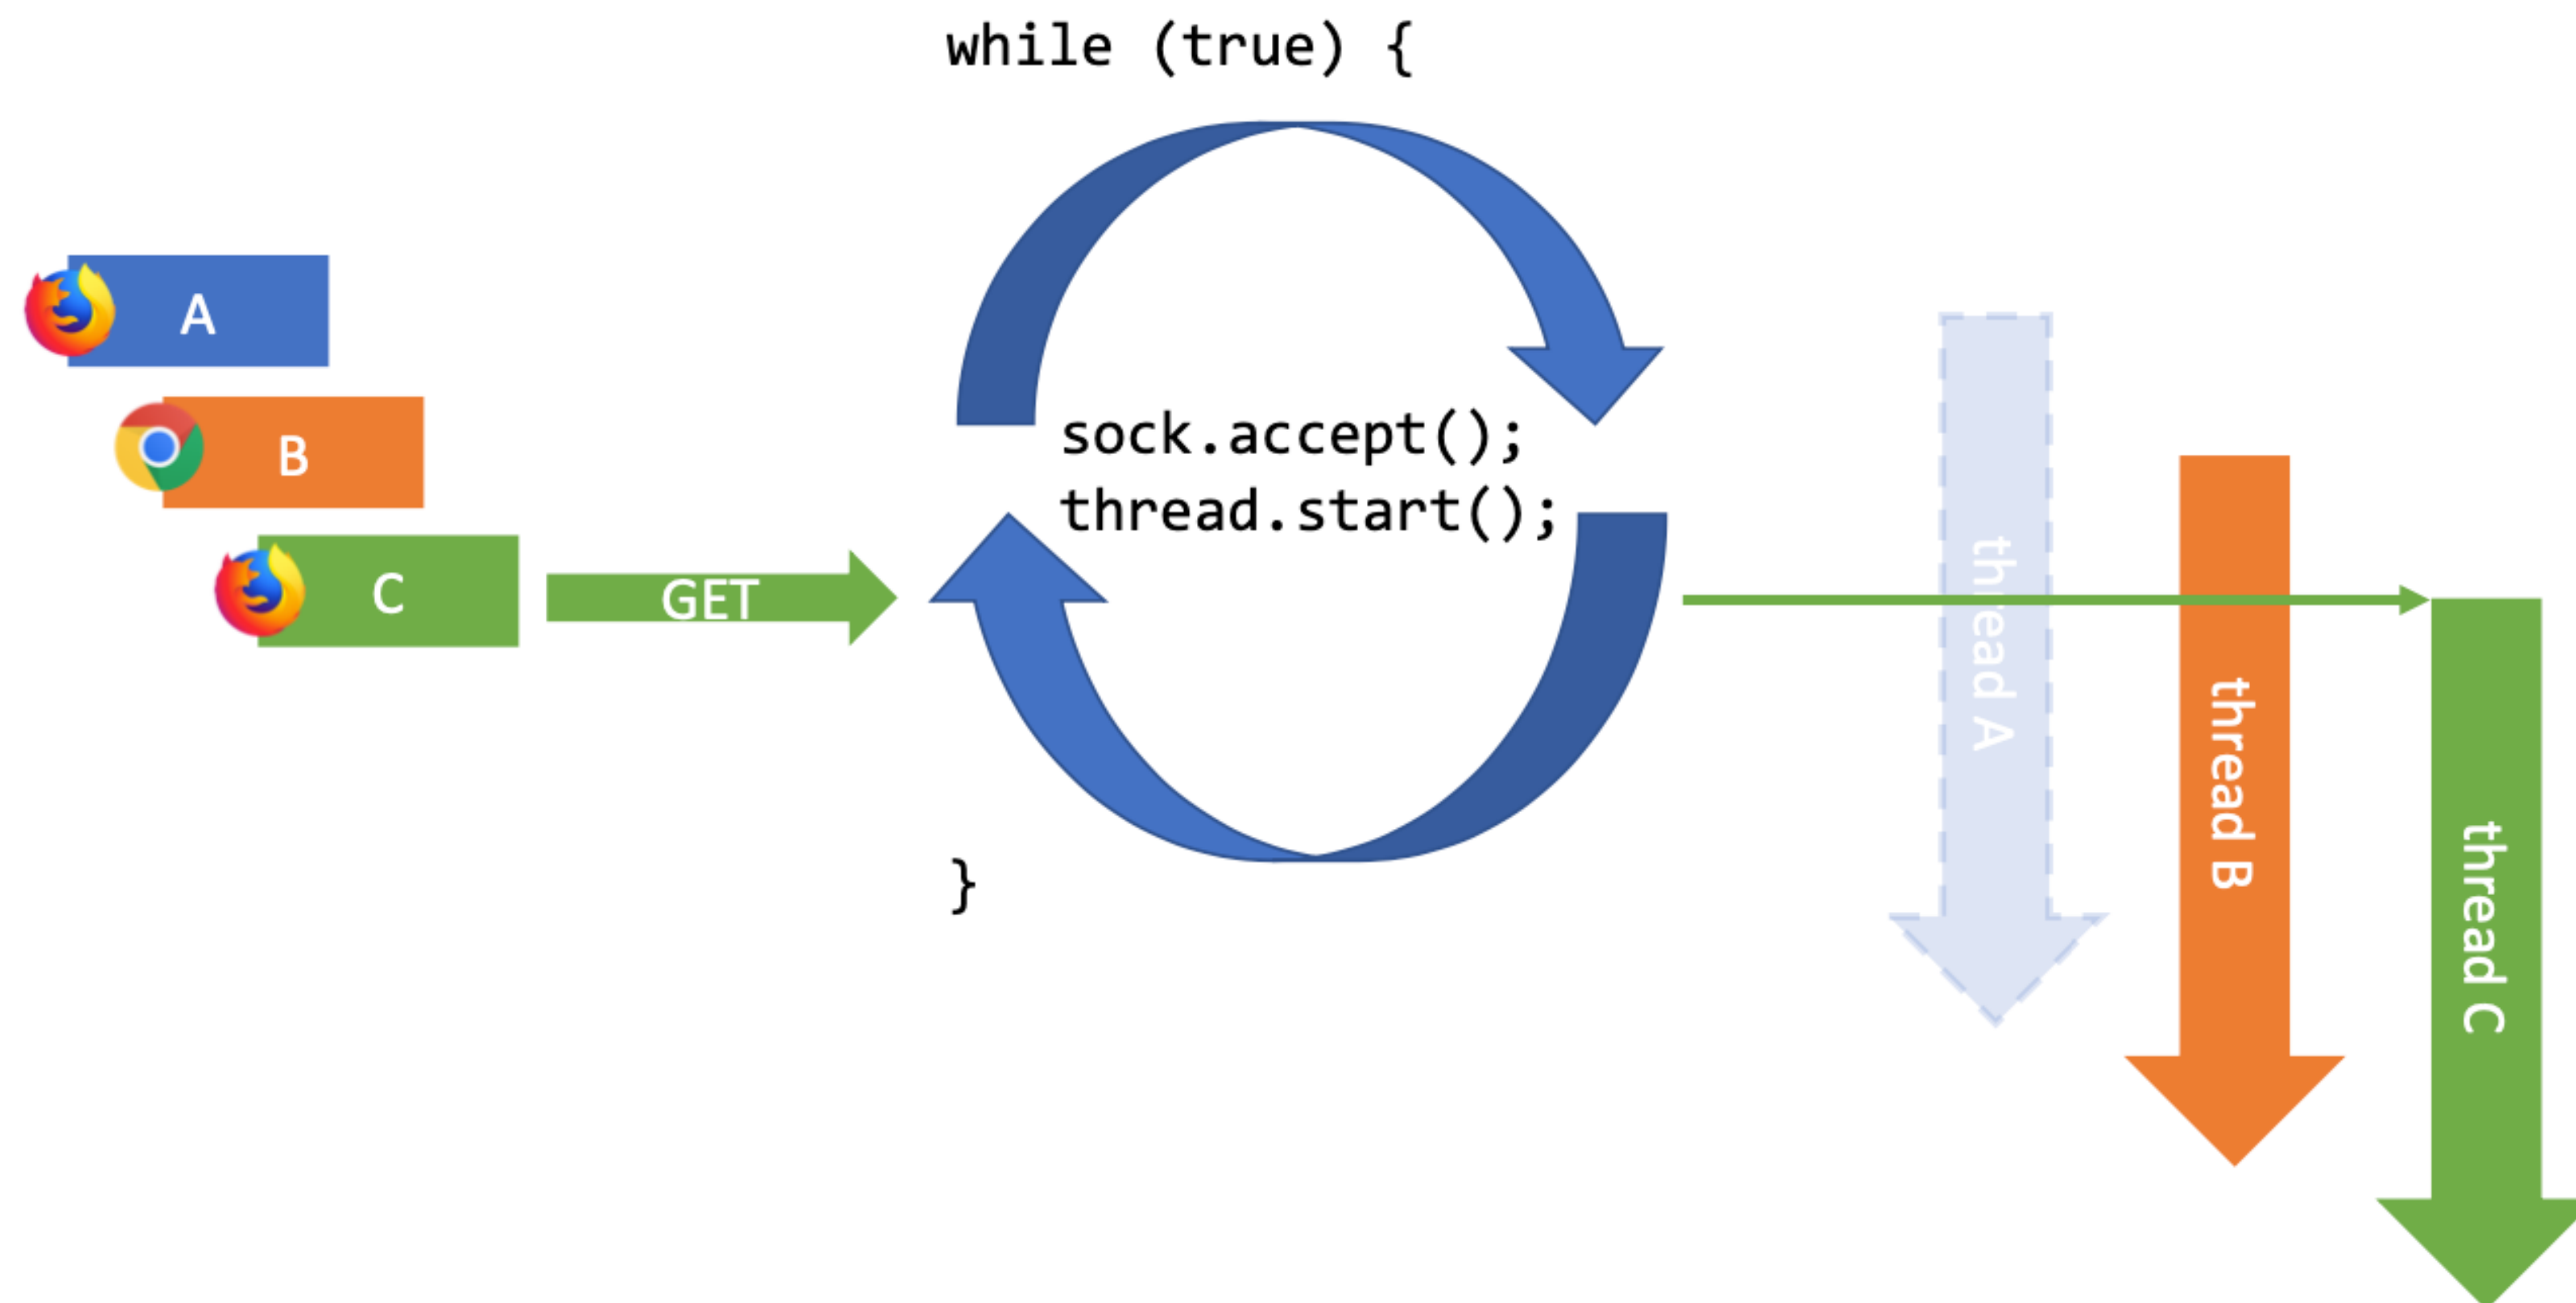 while (true) {
A
B
sock.accept();
thread.start();
C
GET
thread A
thread B
thread C
}